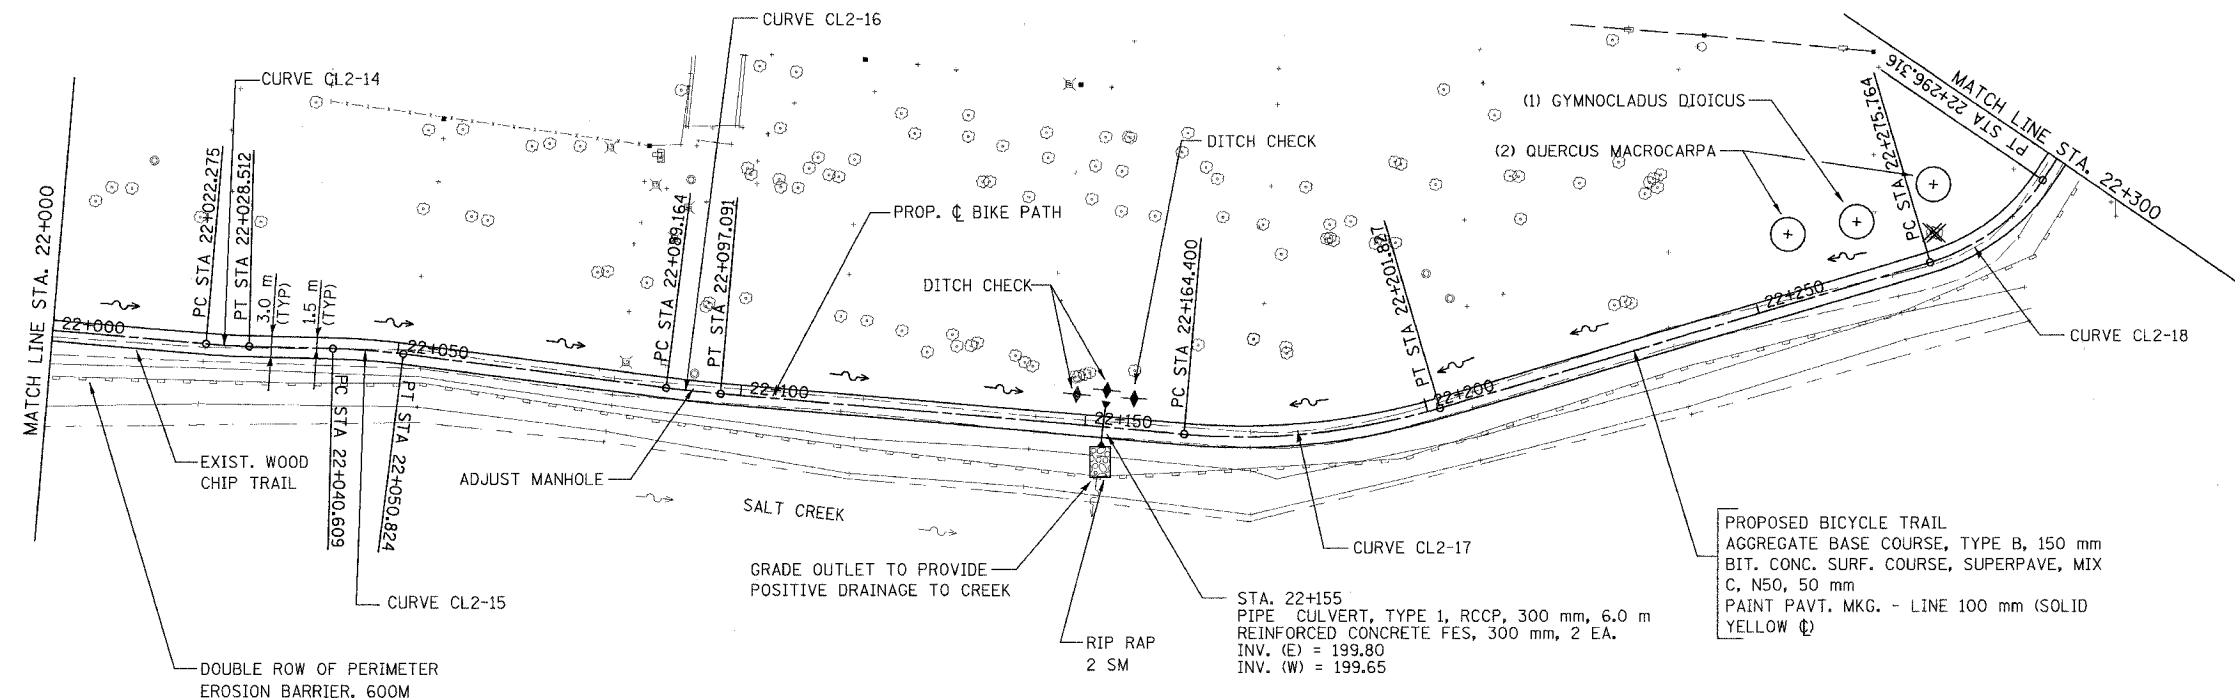 CURVE CL2-14
CURVE CL2-16
MATCH LINE STA. 22+000
PC STA 22+022.275
PT STA 22+028.512
3.0 m
(TYP)
1.5 m
(TYP)
22+000
22+050
PC STA 22+040.609
PT STA 22+050.824
EXIST. WOOD
CHIP TRAIL
CURVE CL2-15
DOUBLE ROW OF PERIMETER
EROSION BARRIER, 600M
PC STA 22+089.164
PT STA 22+097.091
22+100
ADJUST MANHOLE
PROP. ℄ BIKE PATH
DITCH CHECK
DITCH CHECK
PC STA 22+164.400
22+150
SALT CREEK
GRADE OUTLET TO PROVIDE
POSITIVE DRAINAGE TO CREEK
RIP RAP
2 SM
STA. 22+155
PIPE CULVERT, TYPE 1, RCCP, 300 mm, 6.0 m
REINFORCED CONCRETE FES, 300 mm, 2 EA.
INV. (E) = 199.80
INV. (W) = 199.65
CURVE CL2-17
PT STA 22+201.827
22+200
22+250
(1) GYMNOCLADUS DIOICUS
(2) QUERCUS MACROCARPA
PC STA 22+275.764
PT STA 22+296.316
MATCH LINE STA. 22+300
CURVE CL2-18
PROPOSED BICYCLE TRAIL
AGGREGATE BASE COURSE, TYPE B, 150 mm
BIT. CONC. SURF. COURSE, SUPERPAVE, MIX
C, N50, 50 mm
PAINT PAVT. MKG. - LINE 100 mm (SOLID
YELLOW ℄)